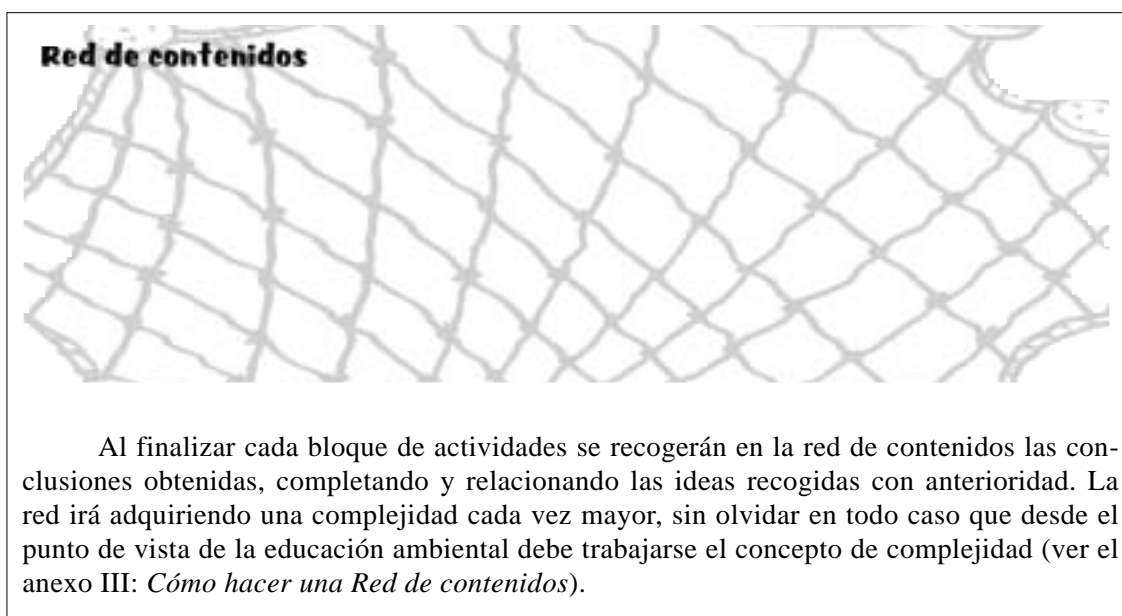 Red de contenidos
Al finalizar cada bloque de actividades se recogerán en la red de contenidos las con-
clusiones obtenidas, completando y relacionando las ideas recogidas con anterioridad. La
red irá adquiriendo una complejidad cada vez mayor, sin olvidar en todo caso que desde el
punto de vista de la educación ambiental debe trabajarse el concepto de complejidad (ver el
anexo III: Cómo hacer una Red de contenidos).